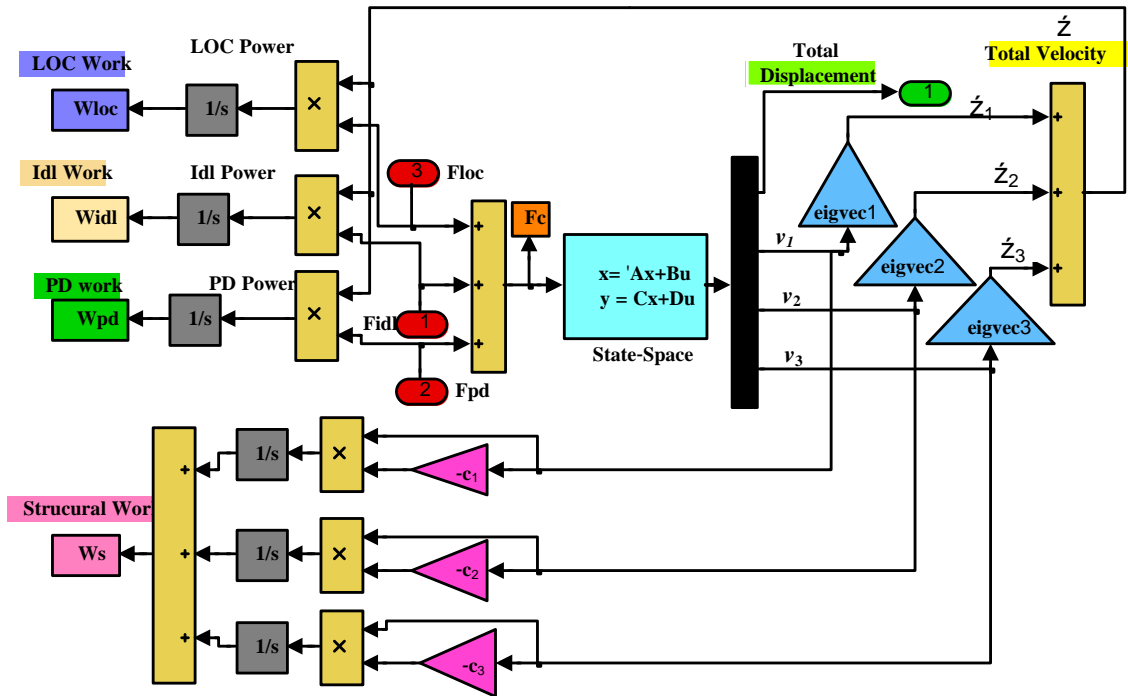 LOC Power
LOC Work
Wloc
1/s
×
Idl Work
Idl Power
Widl
1/s
×
PD work
PD Power
Wpd
1/s
×
3
Floc
Fidl
1
2
Fpd
+
+
+
Fc
x= 'Ax+Bu
y = Cx+Du
State-Space
Total
Displacement
1
v1
v2
v3
eigvec1
eigvec2
eigvec3
ź1
ź2
ź3
ź
Total Velocity
+
+
+
Strucural Wor
Ws
+
+
+
1/s
×
-c1
1/s
×
-c2
1/s
×
-c3